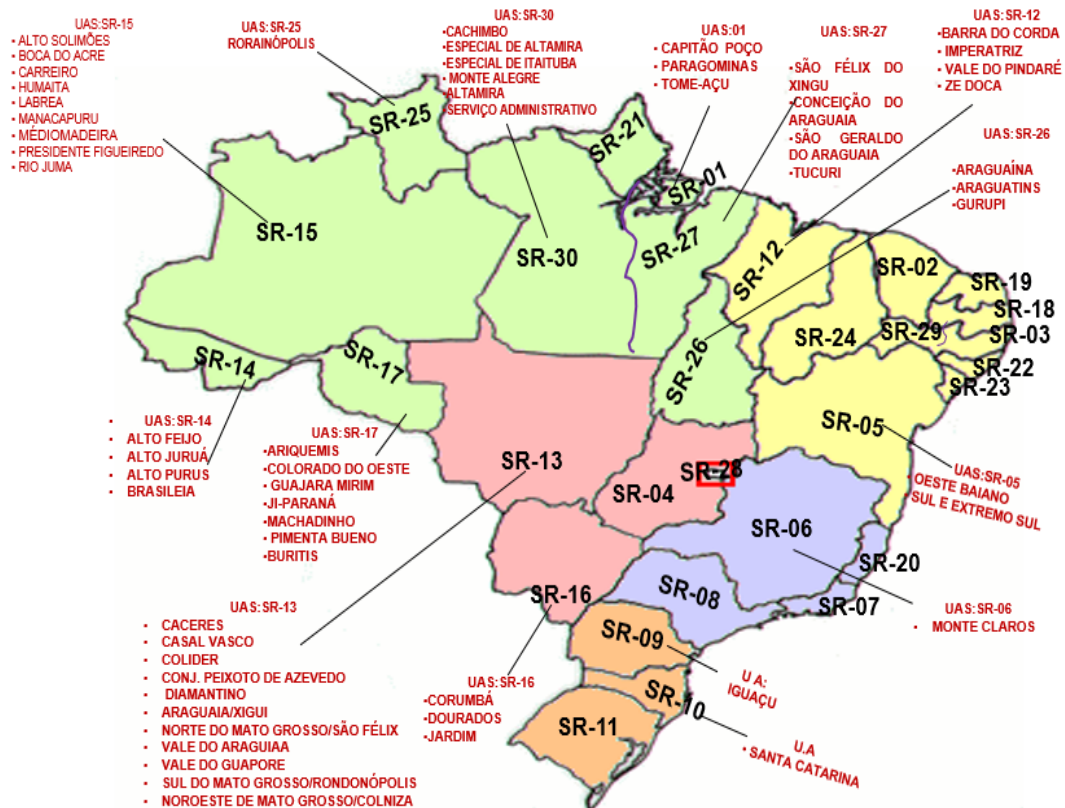 UAS:SR-15
• ALTO SOLIMÕES
• BOCA DO ACRE
• CARREIRO
• HUMAITA
• LABREA
• MANACAPURU
• MÉDIOMADEIRA
• PRESIDENTE FIGUEIREDO
• RIO JUMA
UAS:SR-25
RORAINÓPOLIS
UAS:SR-30
•CACHIMBO
•ESPECIAL DE ALTAMIRA
•ESPECIAL DE ITAITUBA
• MONTE ALEGRE
•ALTAMIRA
•SERVIÇO ADMINISTRATIVO
UAS:01
• CAPITÃO POÇO
• PARAGOMINAS
• TOME-AÇU
UAS:SR-27
•SÃO FÉLIX DO
XINGU
•CONCEIÇÃO DO
ARAGUAIA
•SÃO GERALDO
DO ARAGUAIA
•TUCURI
UAS:SR-12
•BARRA DO CORDA
• IMPERATRIZ
• VALE DO PINDARÉ
• ZE DOCA
UAS:SR-26
•ARAGUAÍNA
•ARAGUATINS
•GURUPI
SR-25
SR-21
SR-01
SR-15
SR-30
SR-27
SR-12
SR-02
SR-19
SR-18
SR-29
SR-03
SR-24
SR-22
SR-23
SR-26
SR-14
SR-17
SR-05
SR-13
SR-28
SR-04
SR-06
SR-20
SR-16
SR-08
SR-07
SR-09
SR-10
SR-11
• UAS:SR-14
• ALTO FEIJO
• ALTO JURUÁ
• ALTO PURUS
• BRASILEIA
UAS:SR-17
•ARIQUEMIS
•COLORADO DO OESTE
• GUAJARA MIRIM
•JI-PARANÁ
•MACHADINHO
• PIMENTA BUENO
•BURITIS
UAS:SR-05
OESTE BAIANO
SUL E EXTREMO SUL
UAS:SR-06
• MONTE CLAROS
UAS:SR-13
• CACERES
• CASAL VASCO
• COLIDER
• CONJ. PEIXOTO DE AZEVEDO
• DIAMANTINO
• ARAGUAIA/XIGUI
• NORTE DO MATO GROSSO/SÃO FÉLIX
• VALE DO ARAGUIAA
• VALE DO GUAPORE
• SUL DO MATO GROSSO/RONDONÓPOLIS
• NOROESTE DE MATO GROSSO/COLNIZA
UAS:SR-16
•CORUMBÁ
•DOURADOS
•JARDIM
U A:
IGUAÇU
U.A
• SANTA CATARINA